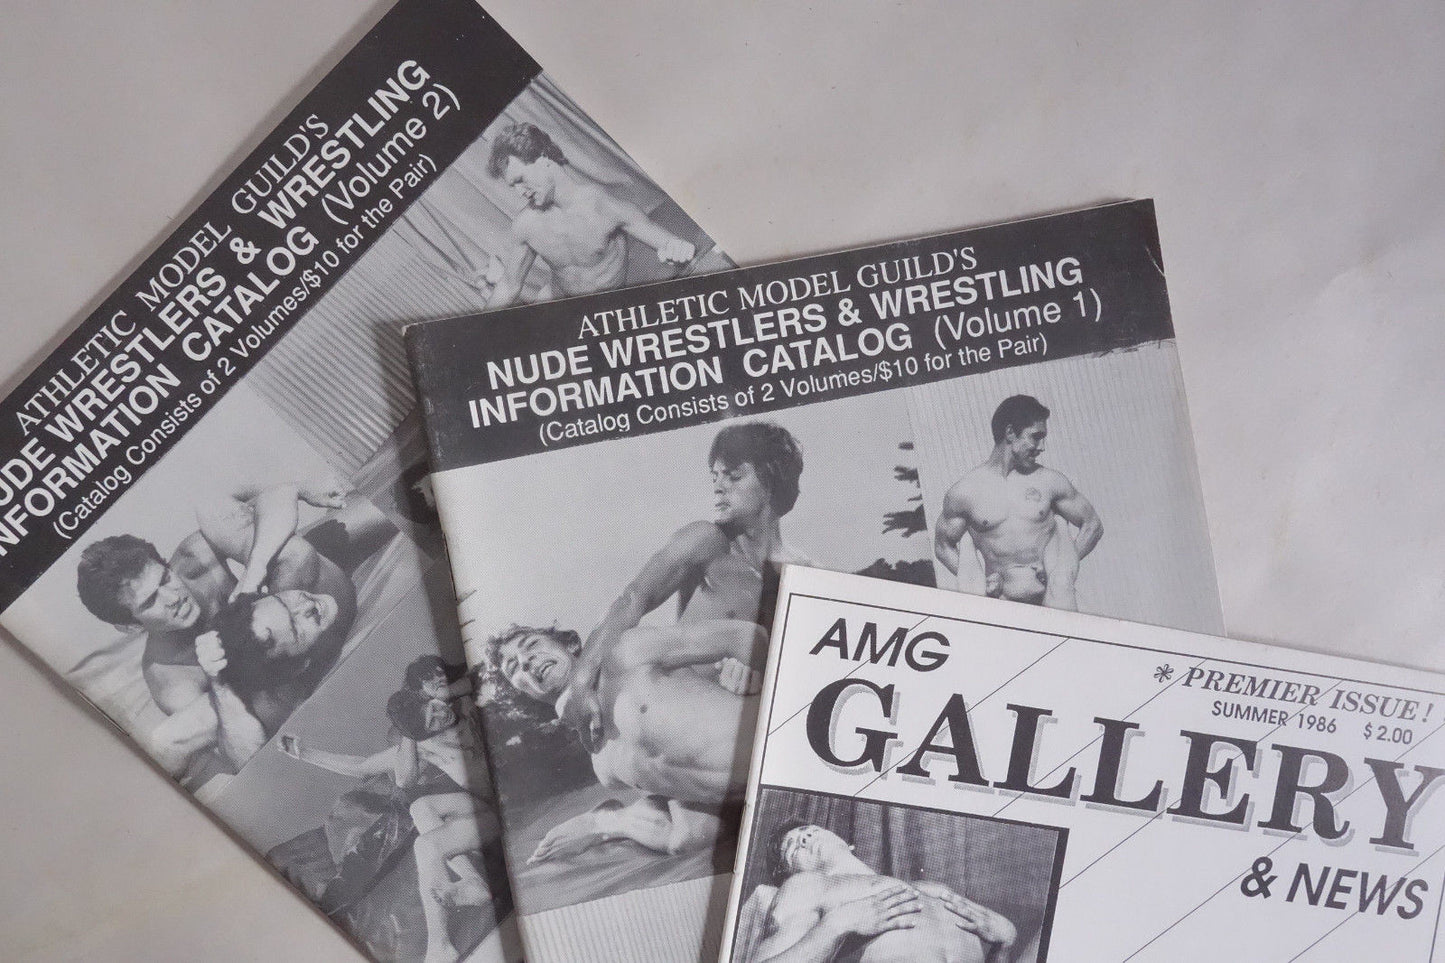 ATHLETIC MODEL GUILD'S
UDE WRESTLERS & WRESTLING
NFORMATION CATALOG (Volume 2)
(Catalog Consists of 2 Volumes/$10 for the Pair)
ATHLETIC MODEL GUILD'S
NUDE WRESTLERS & WRESTLING
INFORMATION CATALOG (Volume 1)
(Catalog Consists of 2 Volumes/$10 for the Pair)
AMG
* PREMIER ISSUE!
SUMMER 1986 $2.00
GALLERY
& NEWS